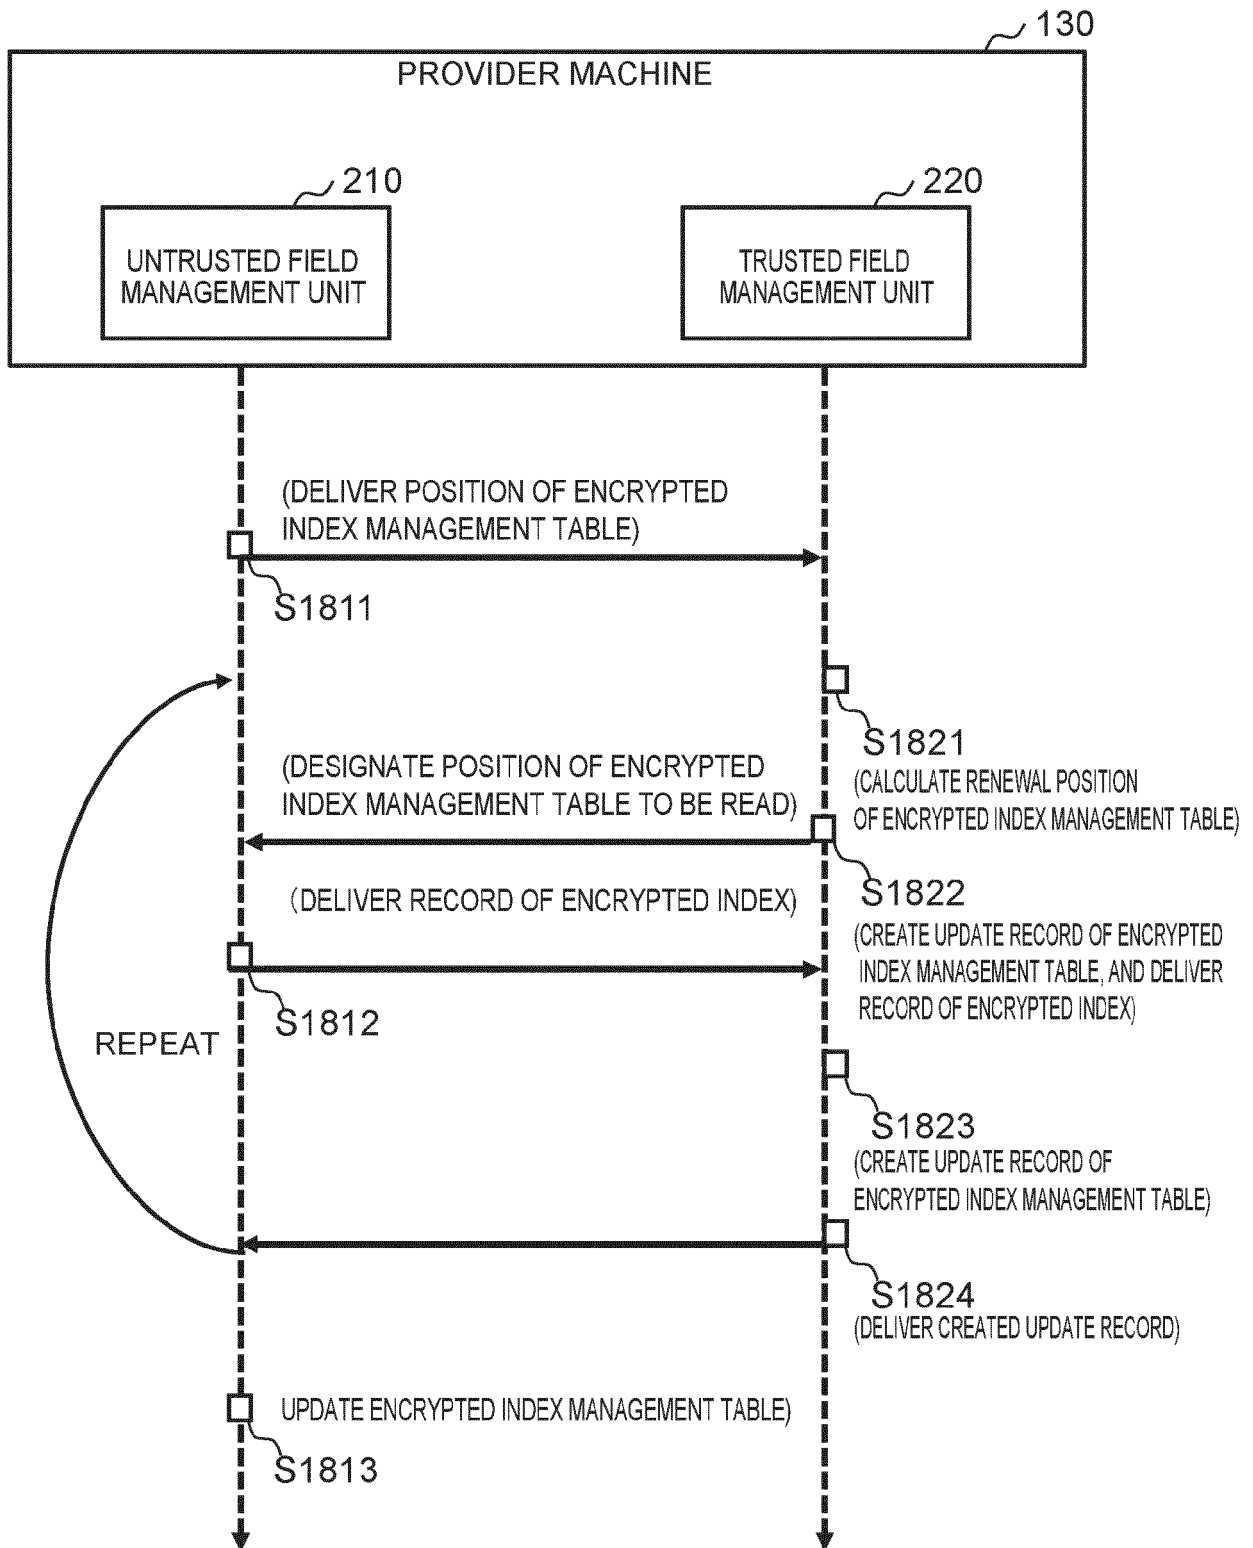 130
PROVIDER MACHINE
210
220
UNTRUSTED FIELD
MANAGEMENT UNIT
TRUSTED FIELD
MANAGEMENT UNIT
(DELIVER POSITION OF ENCRYPTED
INDEX MANAGEMENT TABLE)
S1811
S1821
(CALCULATE RENEWAL POSITION
OF ENCRYPTED INDEX MANAGEMENT TABLE)
(DESIGNATE POSITION OF ENCRYPTED
INDEX MANAGEMENT TABLE TO BE READ)
S1822
(CREATE UPDATE RECORD OF ENCRYPTED
INDEX MANAGEMENT TABLE, AND DELIVER
RECORD OF ENCRYPTED INDEX)
(DELIVER RECORD OF ENCRYPTED INDEX)
S1812
REPEAT
S1823
(CREATE UPDATE RECORD OF
ENCRYPTED INDEX MANAGEMENT TABLE)
S1824
(DELIVER CREATED UPDATE RECORD)
UPDATE ENCRYPTED INDEX MANAGEMENT TABLE)
S1813